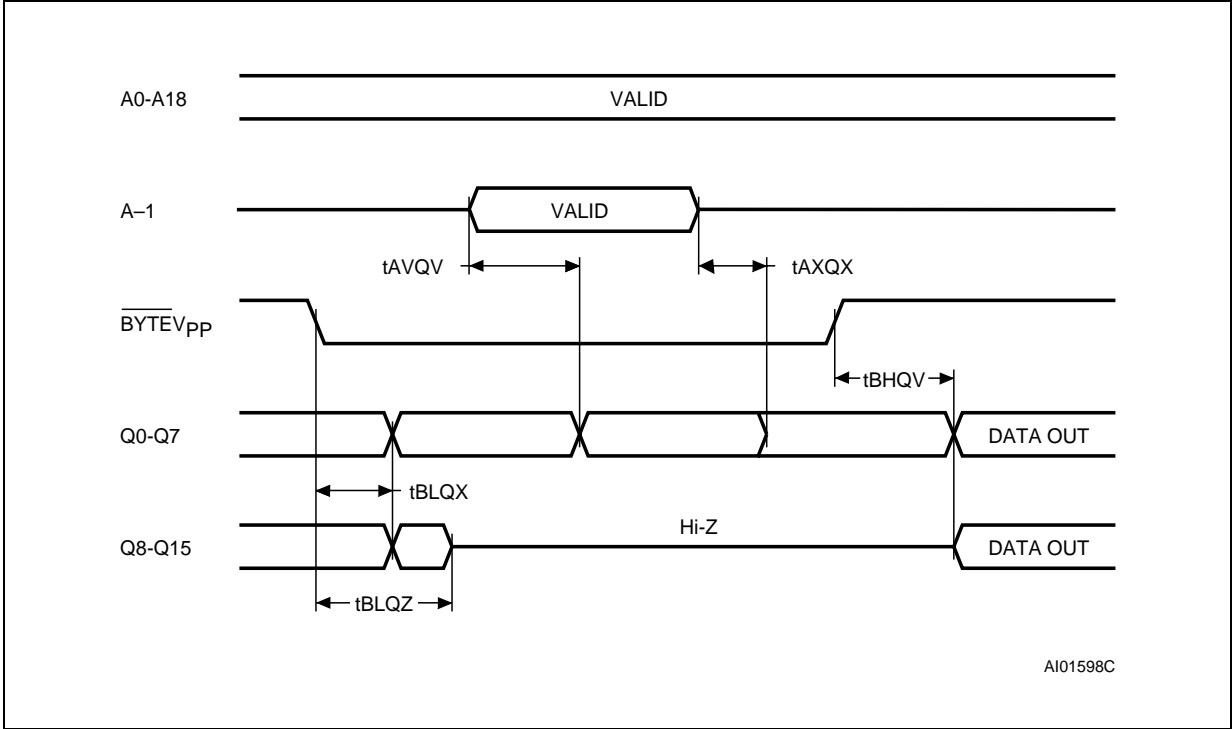 A0-A18 VALID
A–1 VALID
tAVQV tAXQX
BYTEVPP
tBHQV
Q0-Q7 DATA OUT
tBLQX
Q8-Q15 Hi-Z DATA OUT
tBLQZ
AI01598C